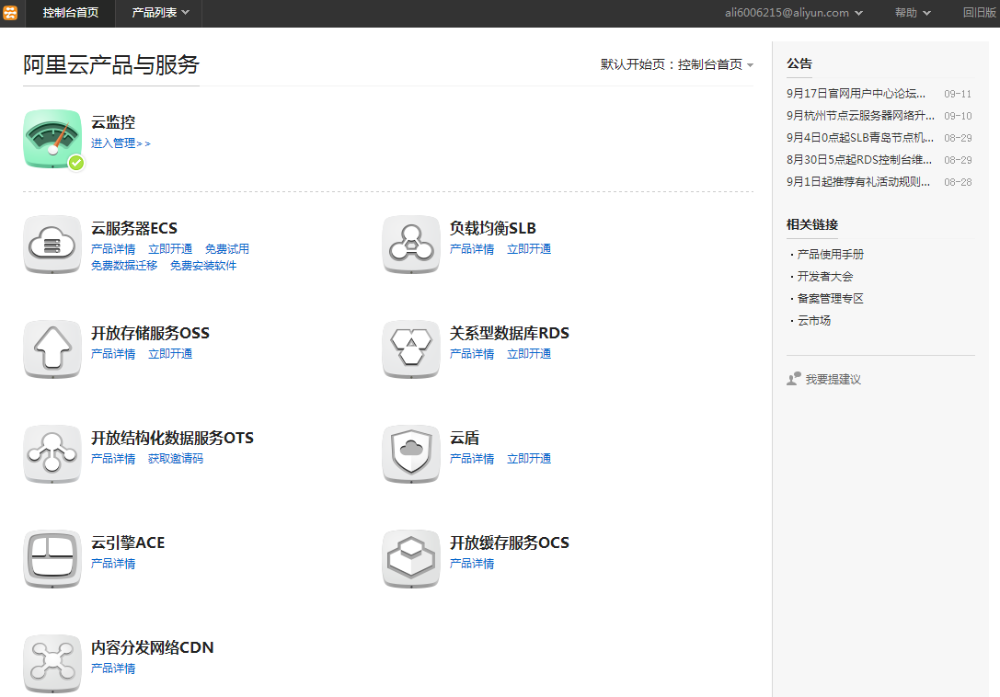 控制台首页 产品列表 ali6006215@aliyun.com 帮助 回旧版
阿里云产品与服务
默认开始页：控制台首页
云监控
进入管理>>
云服务器ECS
产品详情 立即开通 免费试用
免费数据迁移 免费安装软件
负载均衡SLB
产品详情 立即开通
开放存储服务OSS
产品详情 立即开通
关系型数据库RDS
产品详情 立即开通
开放结构化数据服务OTS
产品详情 获取邀请码
云盾
产品详情 立即开通
云引擎ACE
产品详情
开放缓存服务OCS
产品详情
内容分发网络CDN
产品详情
公告
9月17日官网用户中心论坛... 09-11
9月杭州节点云服务器网络升... 09-10
9月4日0点起SLB青岛节点机... 08-29
8月30日5点起RDS控制台维... 08-29
9月1日起推荐有礼活动规则... 08-28
相关链接
· 产品使用手册
· 开发者大会
· 备案管理专区
· 云市场
我要提建议